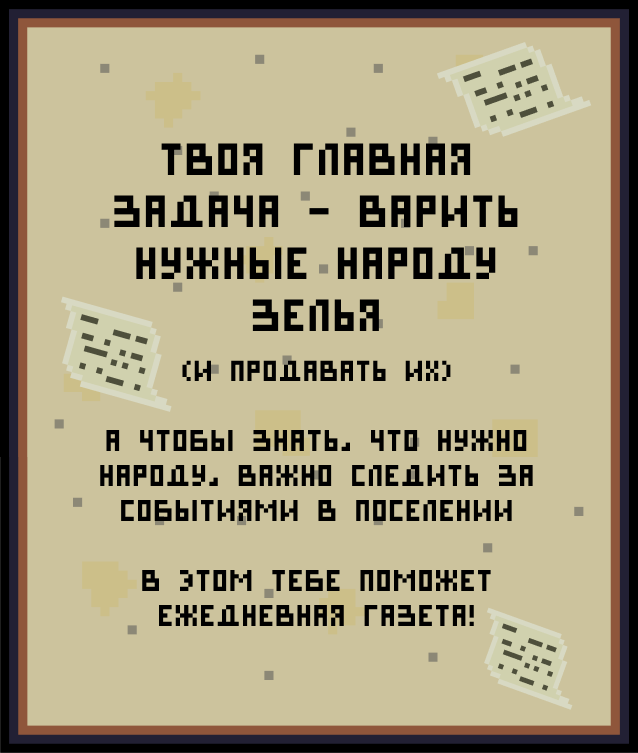 ТВОЯ ГЛАВНАЯ
ЗАДАЧА - ВАРИТЬ
НУЖНЫЕ НАРОДУ
ЗЕЛЬЯ
(И ПРОДАВАТЬ ИХ)
А ЧТОБЫ ЗНАТЬ, ЧТО НУЖНО
НАРОДУ, ВАЖНО СЛЕДИТЬ ЗА
СОБЫТИЯМИ В ПОСЕЛЕНИИ
В ЭТОМ ТЕБЕ ПОМОЖЕТ
ЕЖЕДНЕВНАЯ ГАЗЕТА!